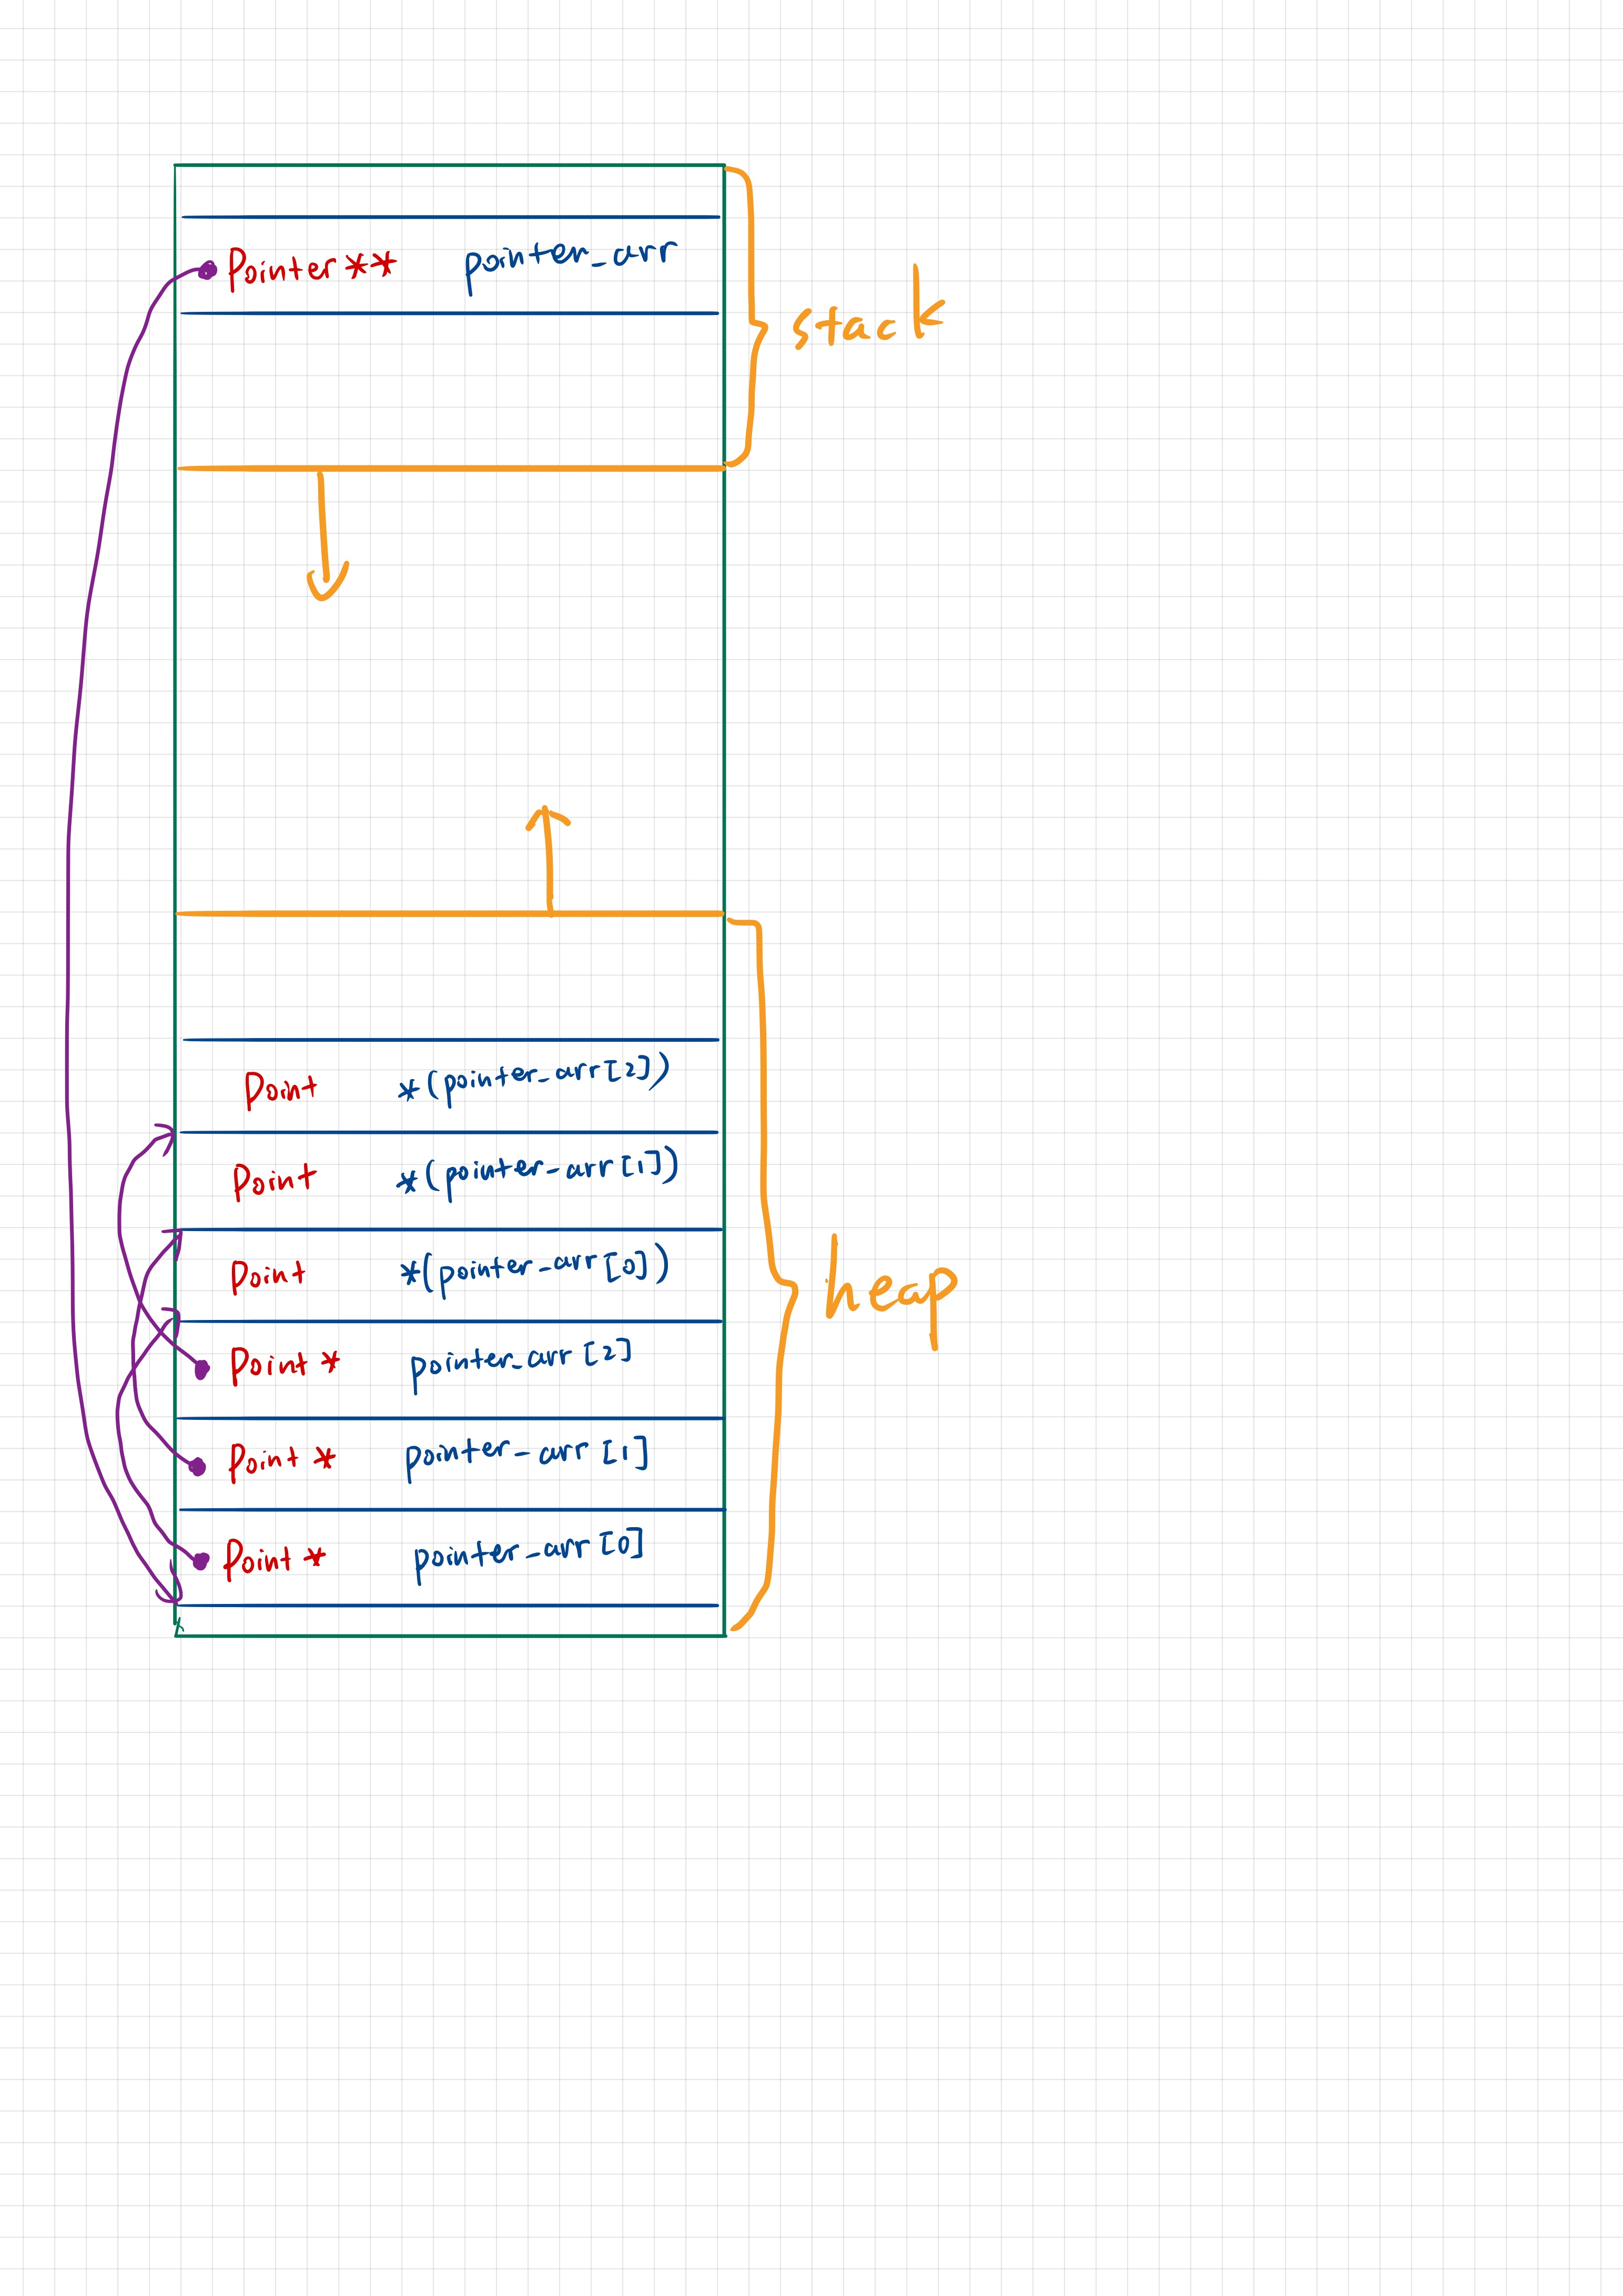 Pointer** pointer_arr
stack
Point *(pointer_arr[2])
Point *(pointer_arr[1])
Point *(pointer_arr[0])
heap
Point * pointer_arr[2]
Point * pointer_arr[1]
Point * pointer_arr[0]